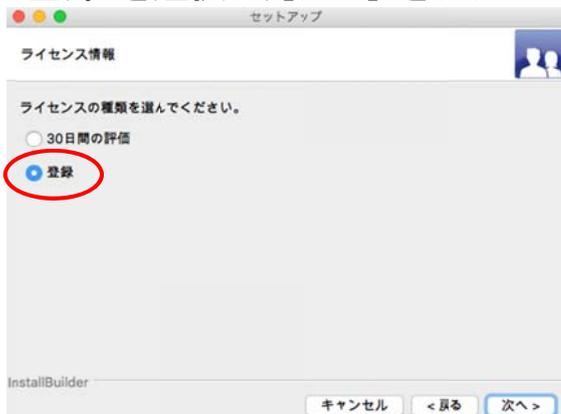 セットアップ
ライセンス情報
ライセンスの種類を選んでください。
30日間の評価
登録
InstallBuilder
キャンセル
< 戻る
次へ >